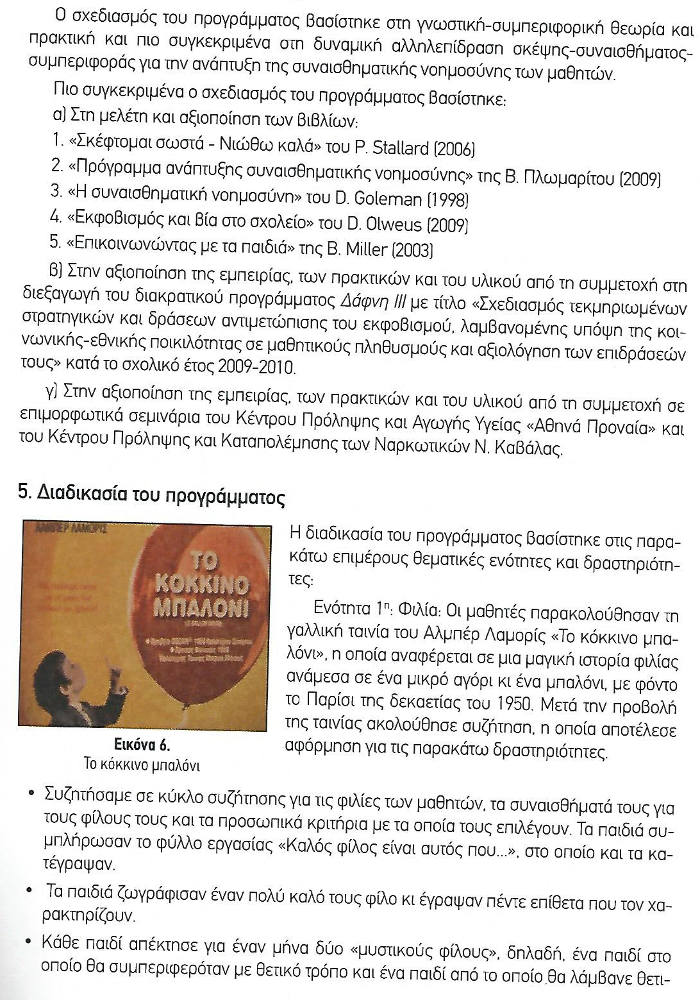 Ο σχεδιασμός του προγράμματος βασίστηκε στη γνωστική-συμπεριφορική θεωρία και
πρακτική και πιο συγκεκριμένα στη δυναμική αλληλεπίδραση σκέψης-συναισθήματος-
συμπεριφοράς για την ανάπτυξη της συναισθηματικής νοημοσύνης των μαθητών.
Πιο συγκεκριμένα ο σχεδιασμός του προγράμματος βασίστηκε:
α) Στη μελέτη και αξιοποίηση των βιβλίων:
1. «Σκέφτομαι σωστά - Νιώθω καλά» του P. Stallard (2006)
2. «Πρόγραμμα ανάπτυξης συναισθηματικής νοημοσύνης» της Β. Πλωμαρίτου (2009)
3. «Η συναισθηματική νοημοσύνη» του D. Goleman (1998)
4. «Εκφοβισμός και βία στο σχολείο» του D. Olweus (2009)
5. «Επικοινωνώντας με τα παιδιά» της B. Miller (2003)
β) Στην αξιοποίηση της εμπειρίας, των πρακτικών και του υλικού από τη συμμετοχή στη
διεξαγωγή του διακρατικού προγράμματος Δάφνη III με τίτλο «Σχεδιασμός τεκμηριωμένων
στρατηγικών και δράσεων αντιμετώπισης του εκφοβισμού, λαμβανομένης υπόψη της κοι-
νωνικής-εθνικής ποικιλότητας σε μαθητικούς πληθυσμούς και αξιολόγηση των επιδράσεών
τους» κατά το σχολικό έτος 2009-2010.
γ) Στην αξιοποίηση της εμπειρίας, των πρακτικών και του υλικού από τη συμμετοχή σε
επιμορφωτικά σεμινάρια του Κέντρου Πρόληψης και Αγωγής Υγείας «Αθηνά Προναία» και
του Κέντρου Πρόληψης και Καταπολέμησης των Ναρκωτικών Ν. Καβάλας.
5. Διαδικασία του προγράμματος
ΑΛΜΠΕΡ ΛΑΜΟΡΙΣ
ΤΟ
ΚΟΚΚΙΝΟ
ΜΠΑΛΟΝΙ
Εικόνα 6.
Το κόκκινο μπαλόνι
Η διαδικασία του προγράμματος βασίστηκε στις παρα-
κάτω επιμέρους θεματικές ενότητες και δραστηριότη-
τες:
Ενότητα 1η: Φιλία: Οι μαθητές παρακολούθησαν τη
γαλλική ταινία του Αλμπέρ Λαμορίς «Το κόκκινο μπα-
λόνι», η οποία αναφέρεται σε μια μαγική ιστορία φιλίας
ανάμεσα σε ένα μικρό αγόρι κι ένα μπαλόνι, με φόντο
το Παρίσι της δεκαετίας του 1950. Μετά την προβολή
της ταινίας ακολούθησε συζήτηση, η οποία αποτέλεσε
αφόρμηση για τις παρακάτω δραστηριότητες.
• Συζητήσαμε σε κύκλο συζήτησης για τις φιλίες των μαθητών, τα συναισθήματά τους για
τους φίλους τους και τα προσωπικά κριτήρια με τα οποία τους επιλέγουν. Τα παιδιά συ-
μπλήρωσαν το φύλλο εργασίας «Καλός φίλος είναι αυτός που...», στο οποίο και τα κα-
τέγραψαν.
• Τα παιδιά ζωγράφισαν έναν πολύ καλό τους φίλο κι έγραψαν πέντε επίθετα που τον χα-
ρακτηρίζουν.
• Κάθε παιδί απέκτησε για έναν μήνα δύο «μυστικούς φίλους», δηλαδή, ένα παιδί στο
οποίο θα συμπεριφερόταν με θετικό τρόπο και ένα παιδί από το οποίο θα λάμβανε θετι-